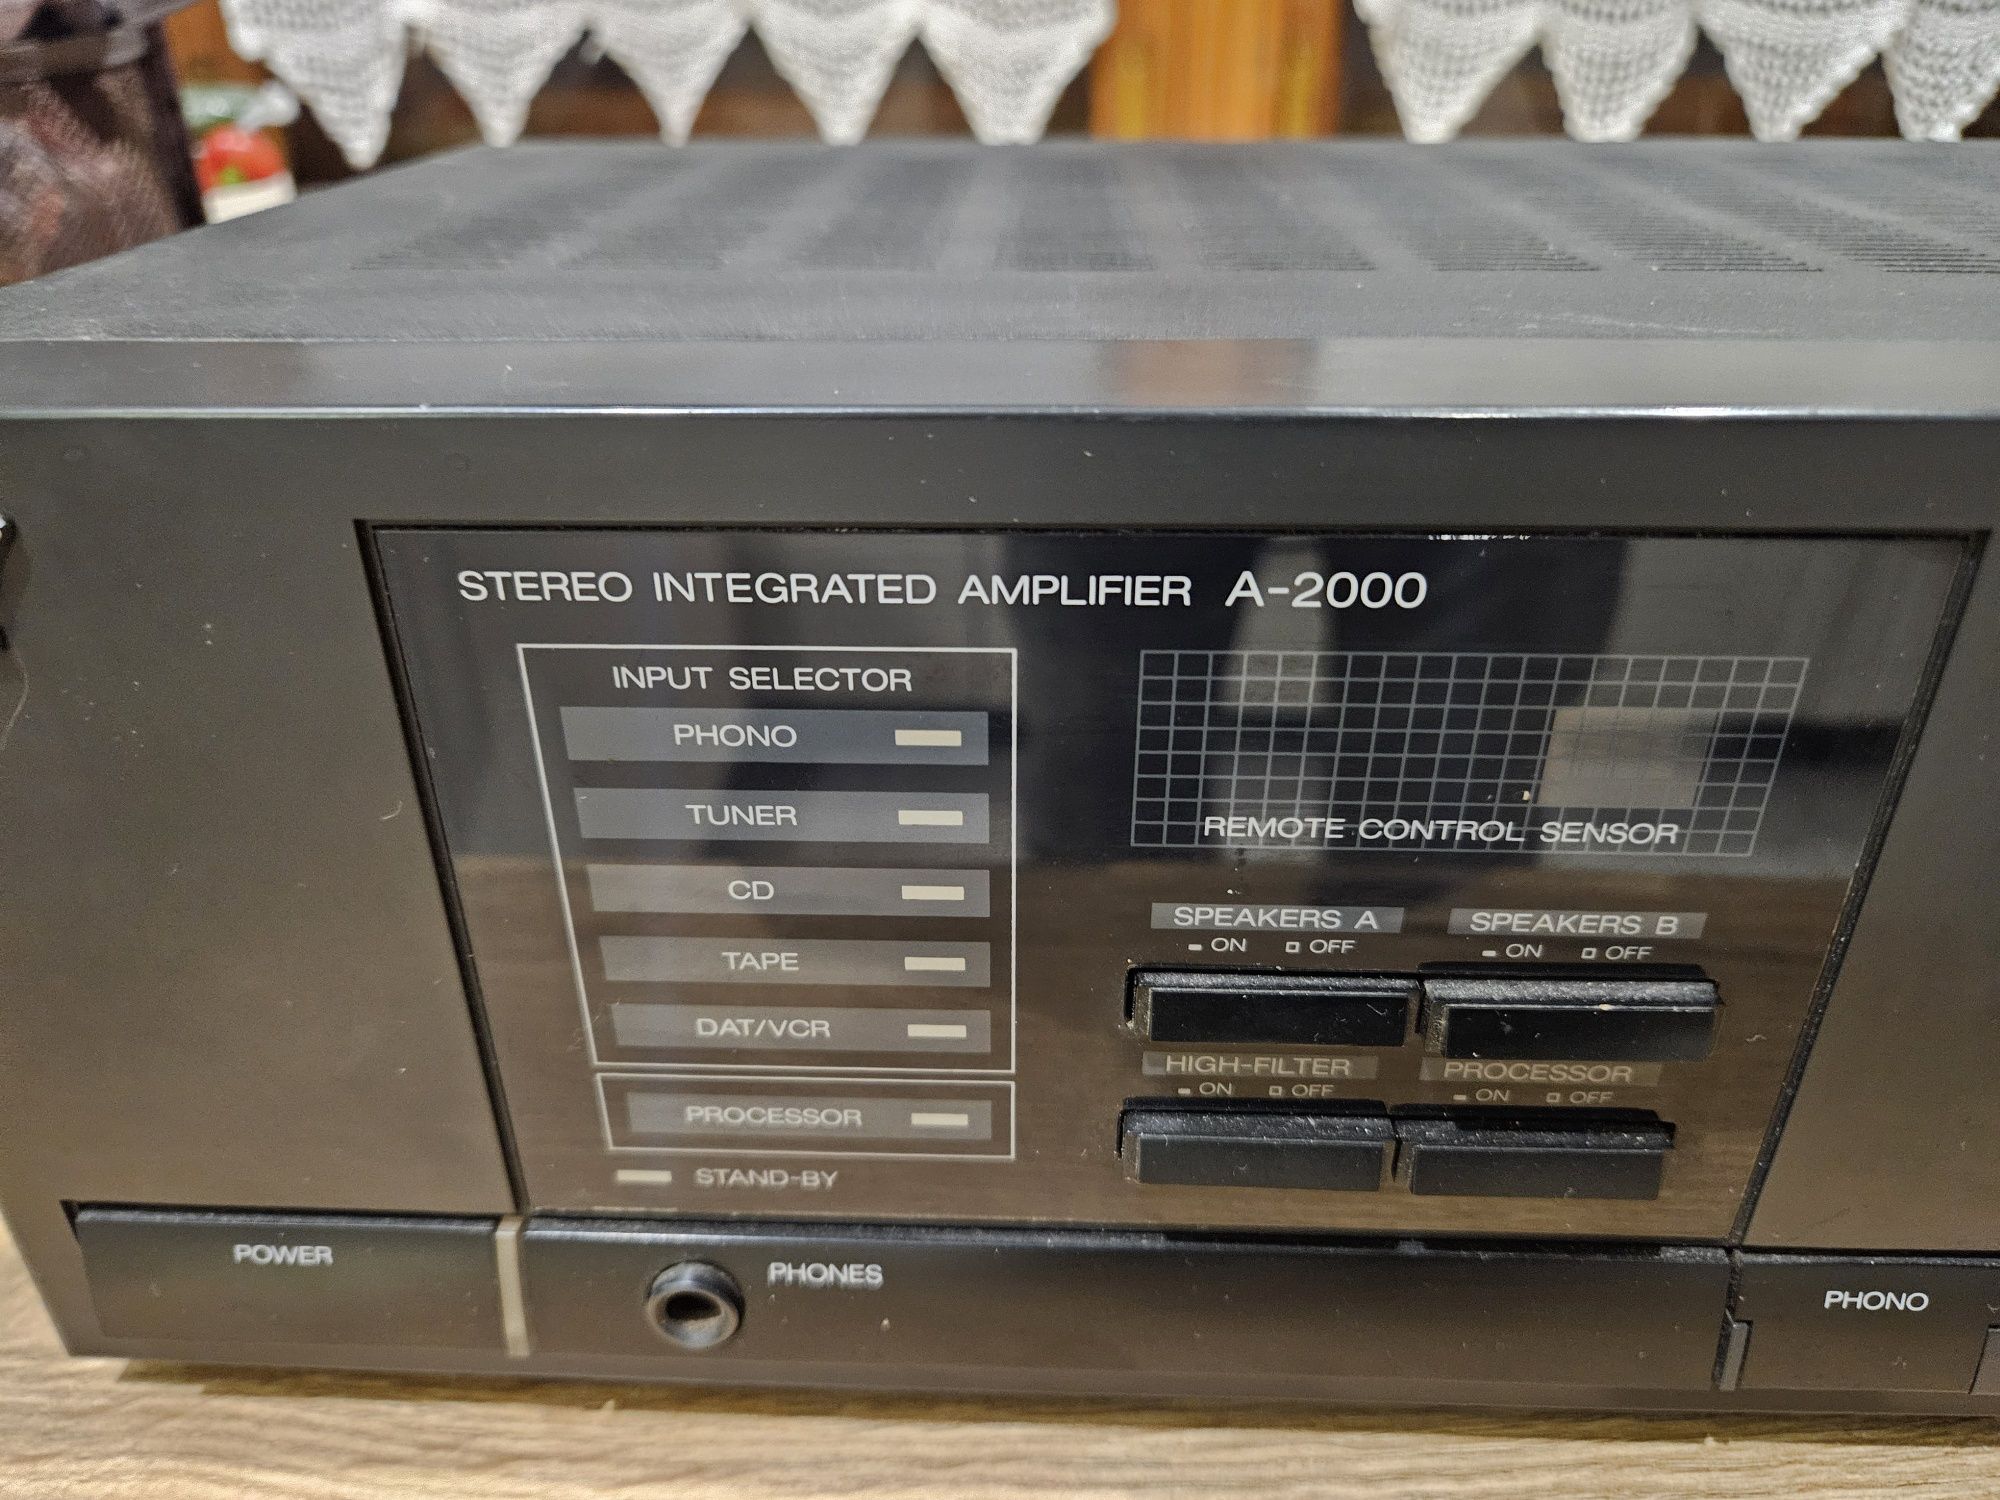 STEREO INTEGRATED AMPLIFIER A-2000
INPUT SELECTOR
PHONO
TUNER
CD
TAPE
DAT/VCR
PROCESSOR
STAND-BY
REMOTE CONTROL SENSOR
SPEAKERS A
ON OFF
SPEAKERS B
ON OFF
HIGH-FILTER
ON OFF
PROCESSOR
ON OFF
POWER
PHONES
PHONO